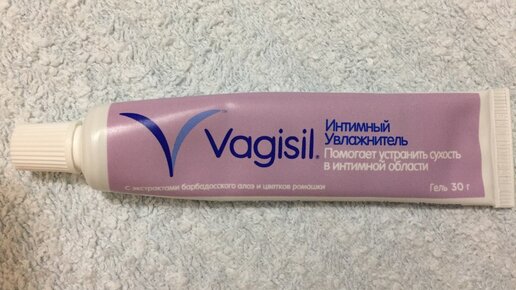 Vagisil®
Интимный
Увлажнитель
Помогает устранить сухость
в интимной области
с экстрактами барбадосского алоэ и цветков ромашки
Гель 30 г